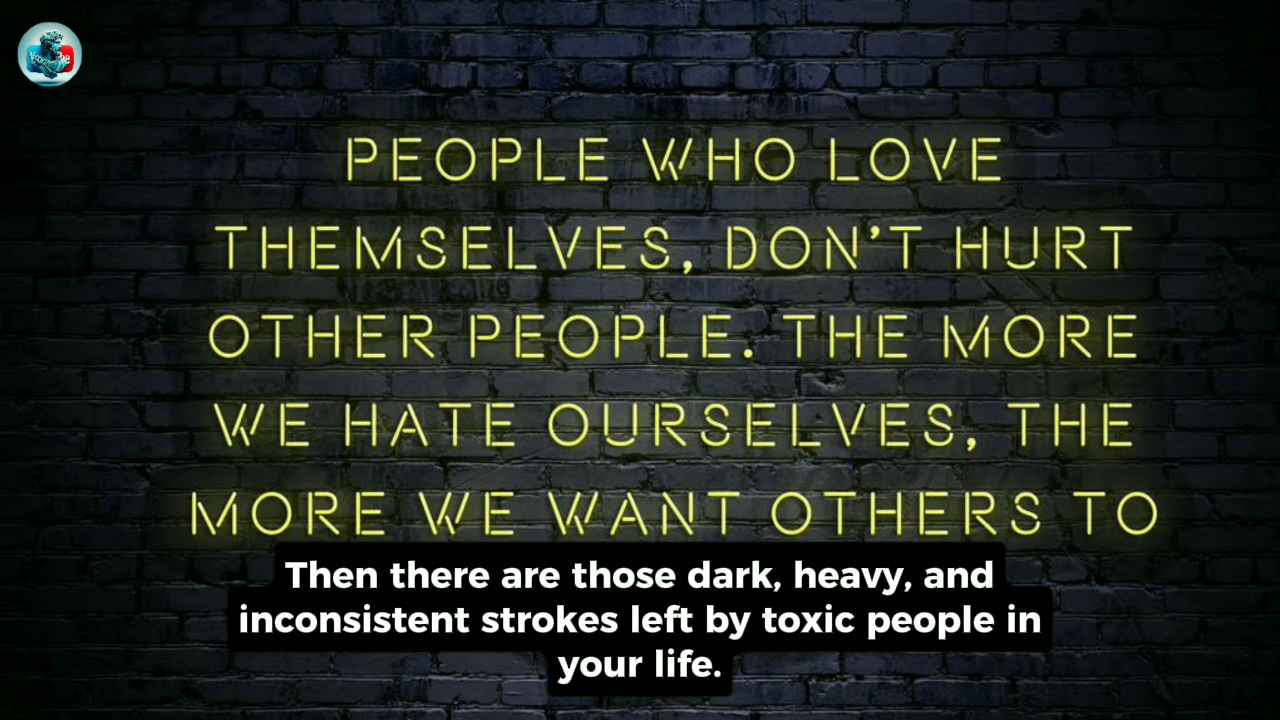 PEOPLE WHO LOVE
THEMSELVES, DON'T HURT
OTHER PEOPLE. THE MORE
WE HATE OURSELVES, THE
MORE WE WANT OTHERS TO
Then there are those dark, heavy, and
inconsistent strokes left by toxic people in
your life.